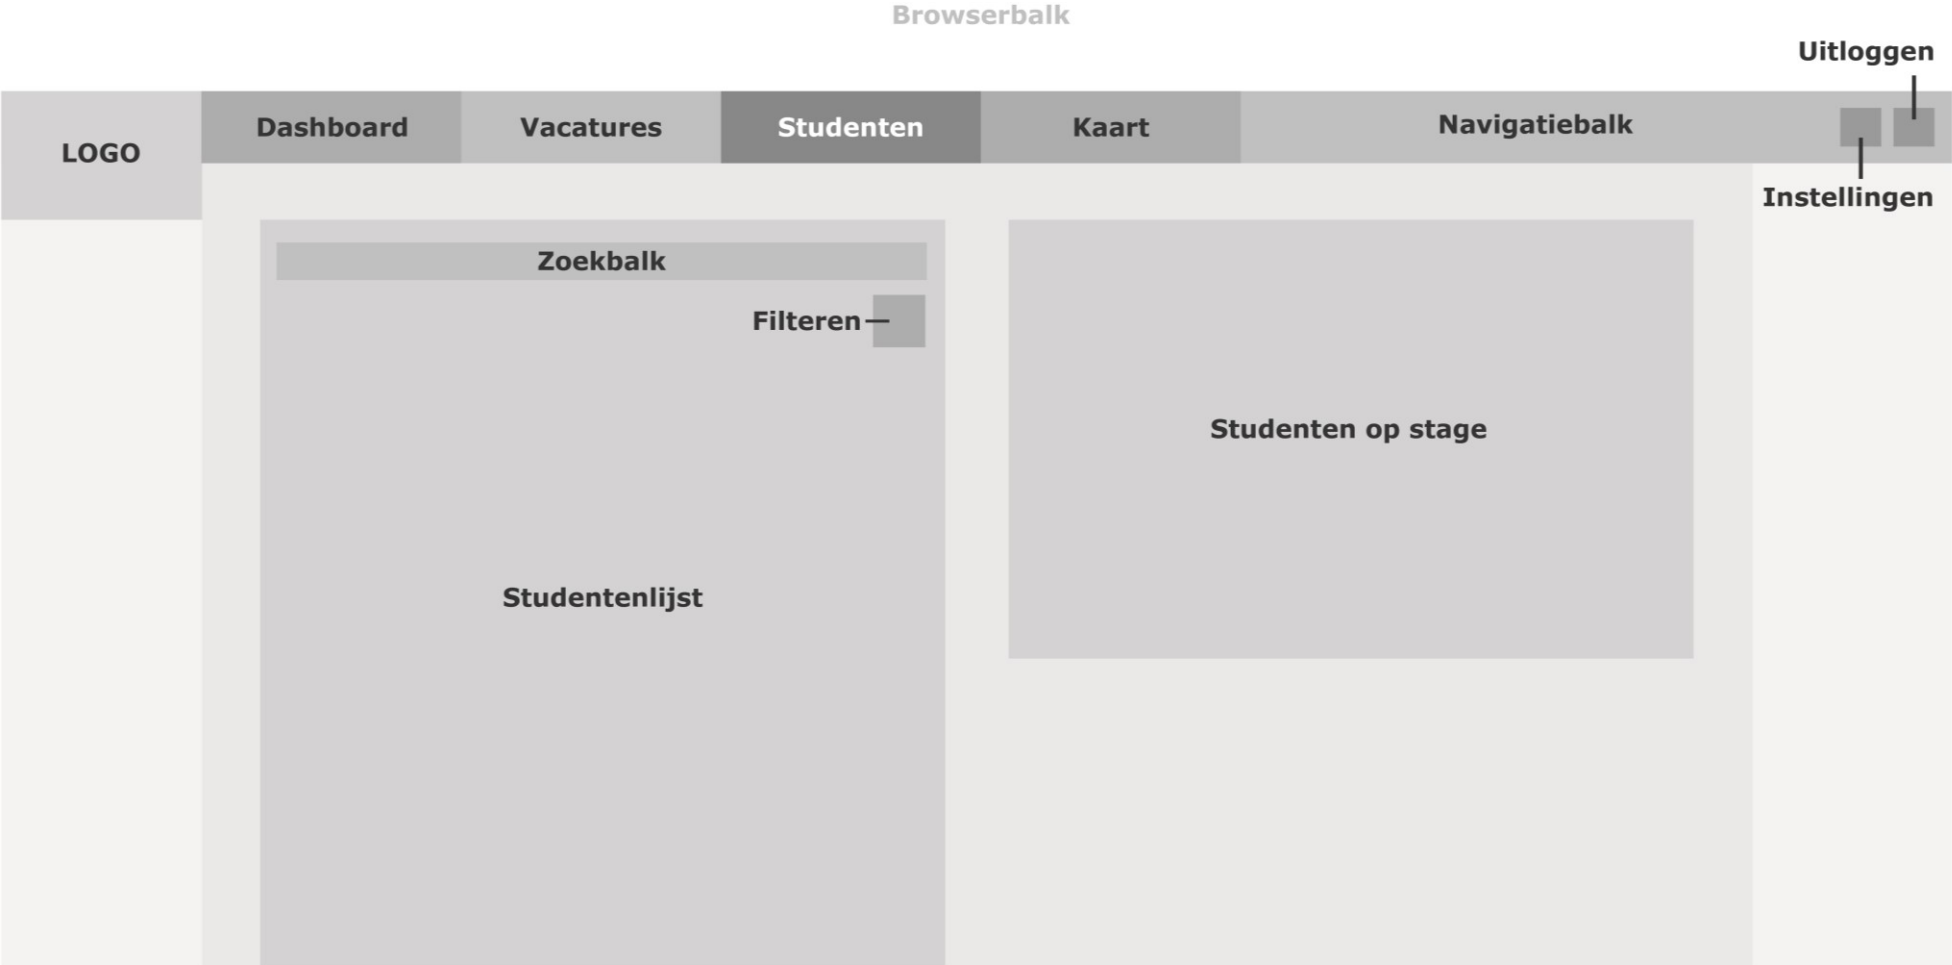 Browserbalk
Uitloggen
LOGO
Dashboard
Vacatures
Studenten
Kaart
Navigatiebalk
Instellingen
Zoekbalk
Filteren
Studentenlijst
Studenten op stage